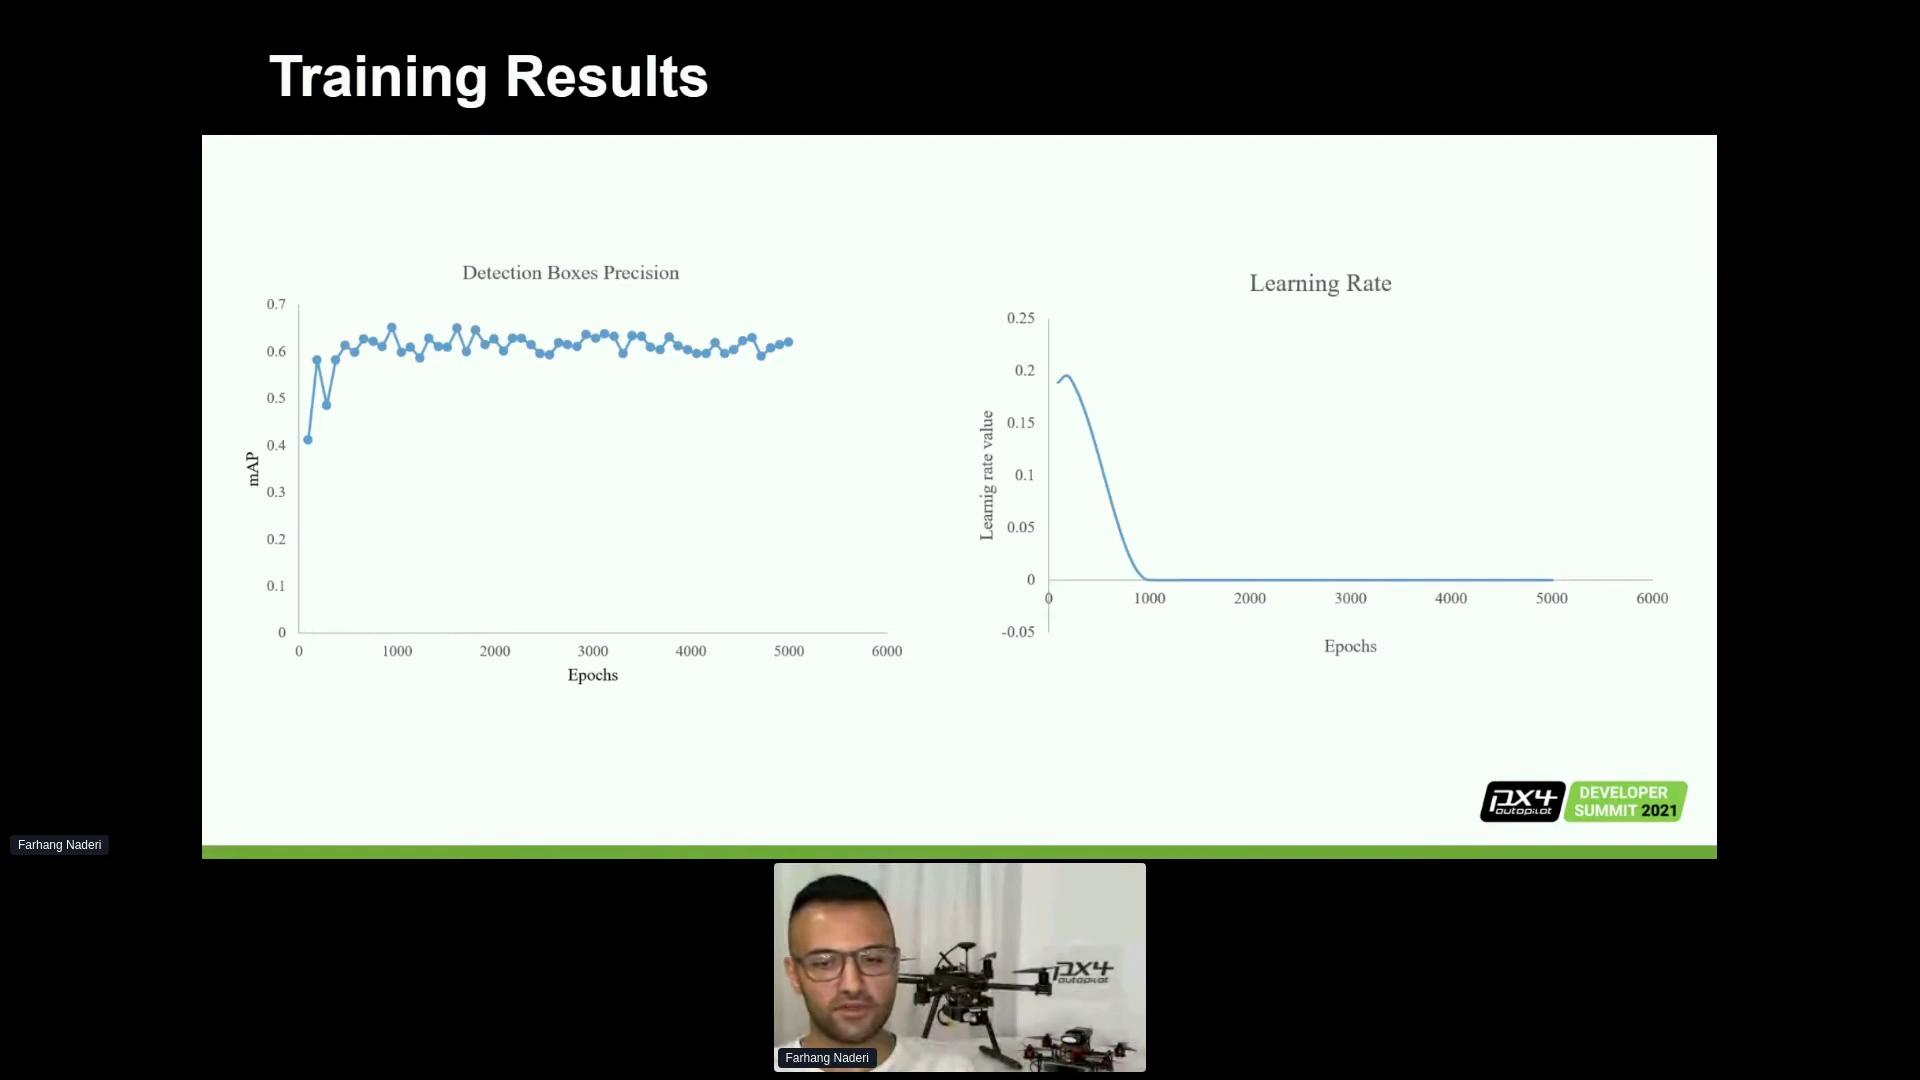 Training Results
Detection Boxes Precision
0.7
0.6
0.5
0.4
0.3
0.2
0.1
0
mAP
0 1000 2000 3000 4000 5000 6000
Epochs
Learning Rate
0.25
0.2
0.15
0.1
0.05
0
-0.05
Learnig rate value
0 1000 2000 3000 4000 5000 6000
Epochs
px4
autopilot
DEVELOPER
SUMMIT 2021
Farhang Naderi
px4
autopilot
Farhang Naderi